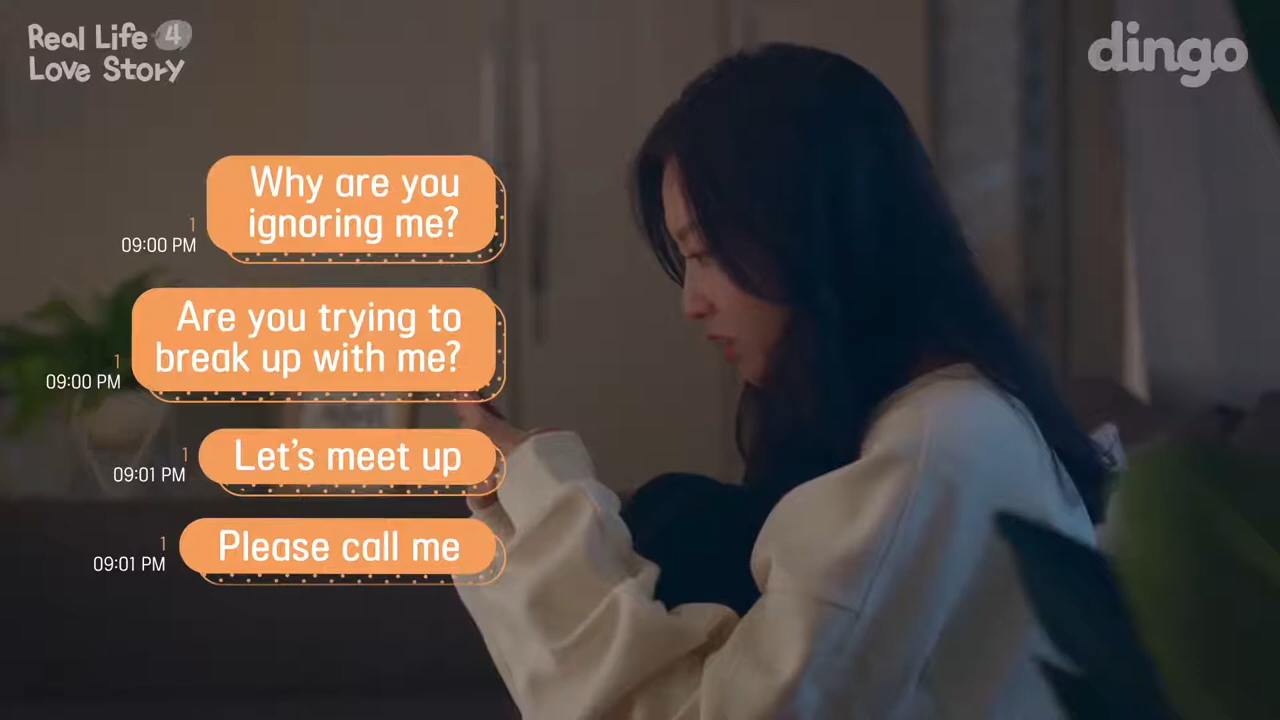 Real Life 4
Love Story
dingo
Why are you
ignoring me?
1
09:00 PM
Are you trying to
break up with me?
1
09:00 PM
Let's meet up
1
09:01 PM
Please call me
1
09:01 PM